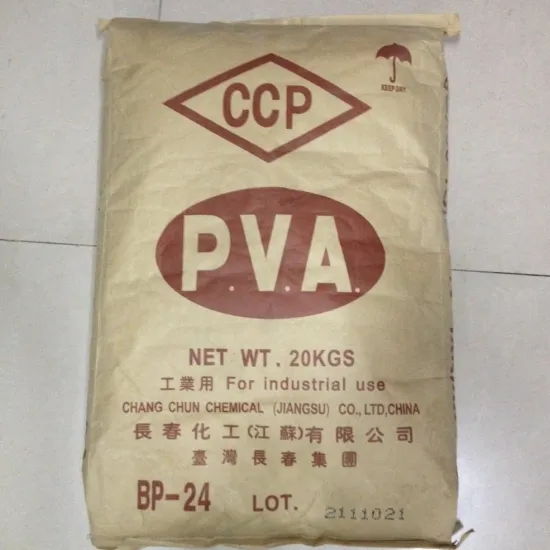 CCP
KEEP DRY
P.V.A.
NET WT. 20KGS
工業用 For industrial use
CHANG CHUN CHEMICAL (JIANGSU) CO., LTD,CHINA
長春化工(江蘇)有限公司
臺灣長春集團
BP-24 LOT. 2111021